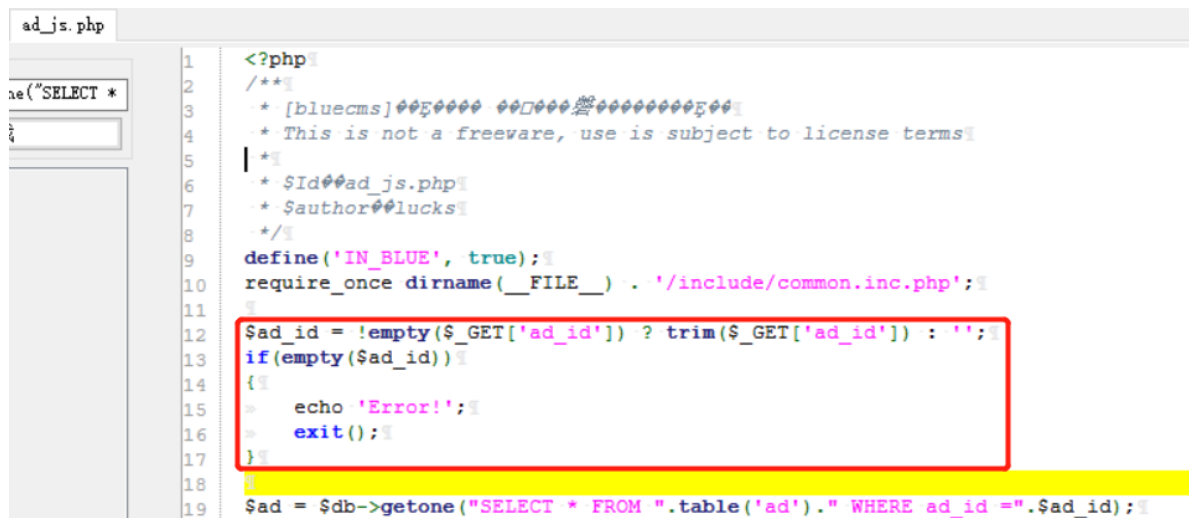 ad_js.php
ne("SELECT *
1 <?php
2 /**
3 * [bluecms]
4 * This is not a freeware, use is subject to license terms
5 *
6 * $Id��ad_js.php
7 * $author��lucks
8 */
9 define('IN_BLUE', true);
10 require_once dirname(__FILE__) . '/include/common.inc.php';
11
12 $ad_id = !empty($_GET['ad_id']) ? trim($_GET['ad_id']) : '';
13 if(empty($ad_id))
14 {
15 echo 'Error!';
16 exit();
17 }
18
19 $ad = $db->getone("SELECT * FROM ".table('ad')." WHERE ad_id =".$ad_id);